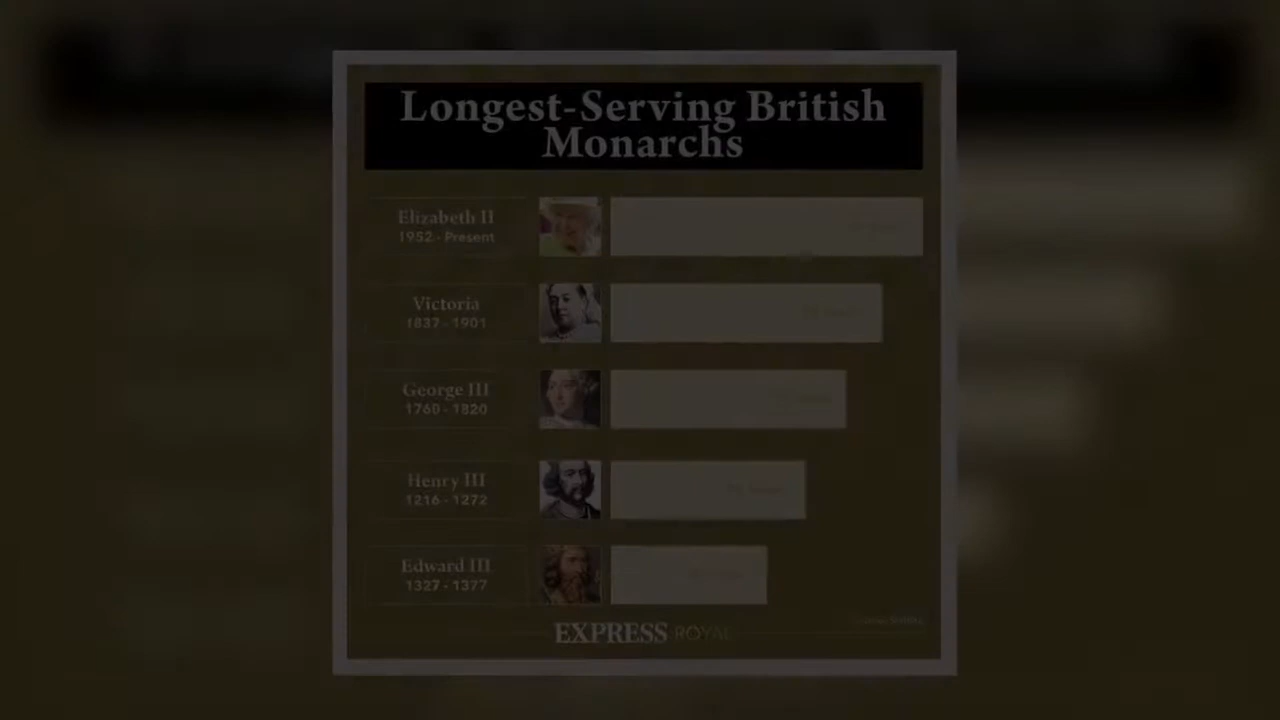 Longest-Serving British
Monarchs
Elizabeth II
1952 - Present
Victoria
1837 - 1901
George III
1760 - 1820
Henry III
1216 - 1272
Edward III
1327 - 1377
EXPRESS ROYAL